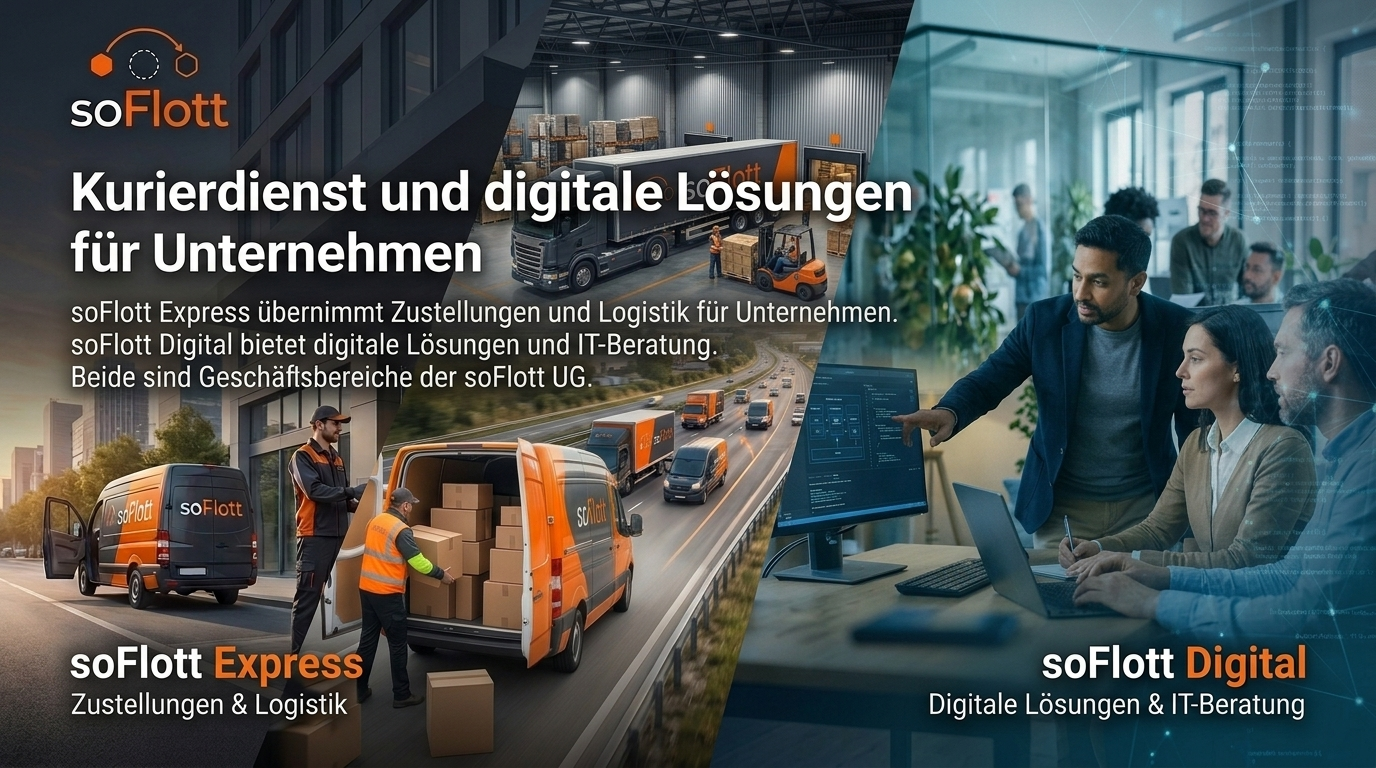 soFlott
Kurierdienst und digitale Lösungen
für Unternehmen
soFlott Express übernimmt Zustellungen und Logistik für Unternehmen.
soFlott Digital bietet digitale Lösungen und IT-Beratung.
Beide sind Geschäftsbereiche der soFlott UG.
soFlott
soFlott
soFlott
soFlott
soFlott
soFlott Express
Zustellungen & Logistik
soFlott Digital
Digitale Lösungen & IT-Beratung